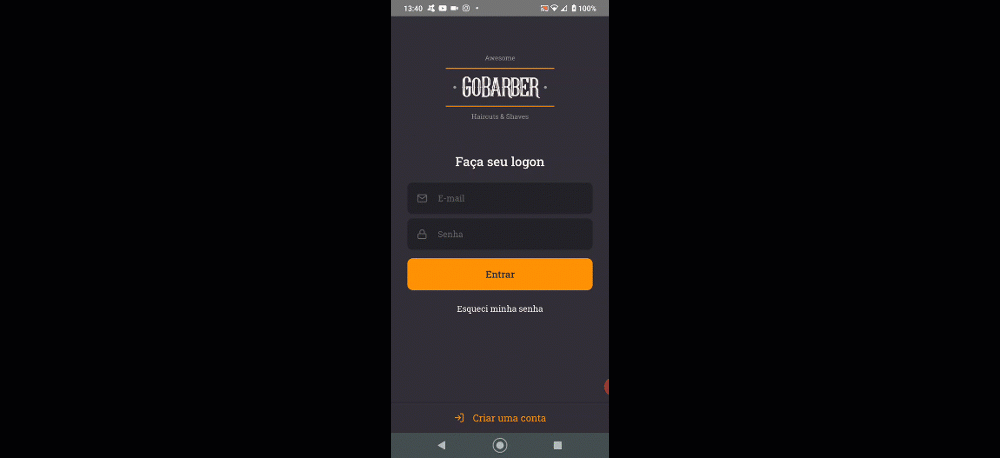 13:40
100%
Awesome
GOBARBER
Haircuts & Shaves
Faça seu logon
E-mail
Senha
Entrar
Esqueci minha senha
Criar uma conta